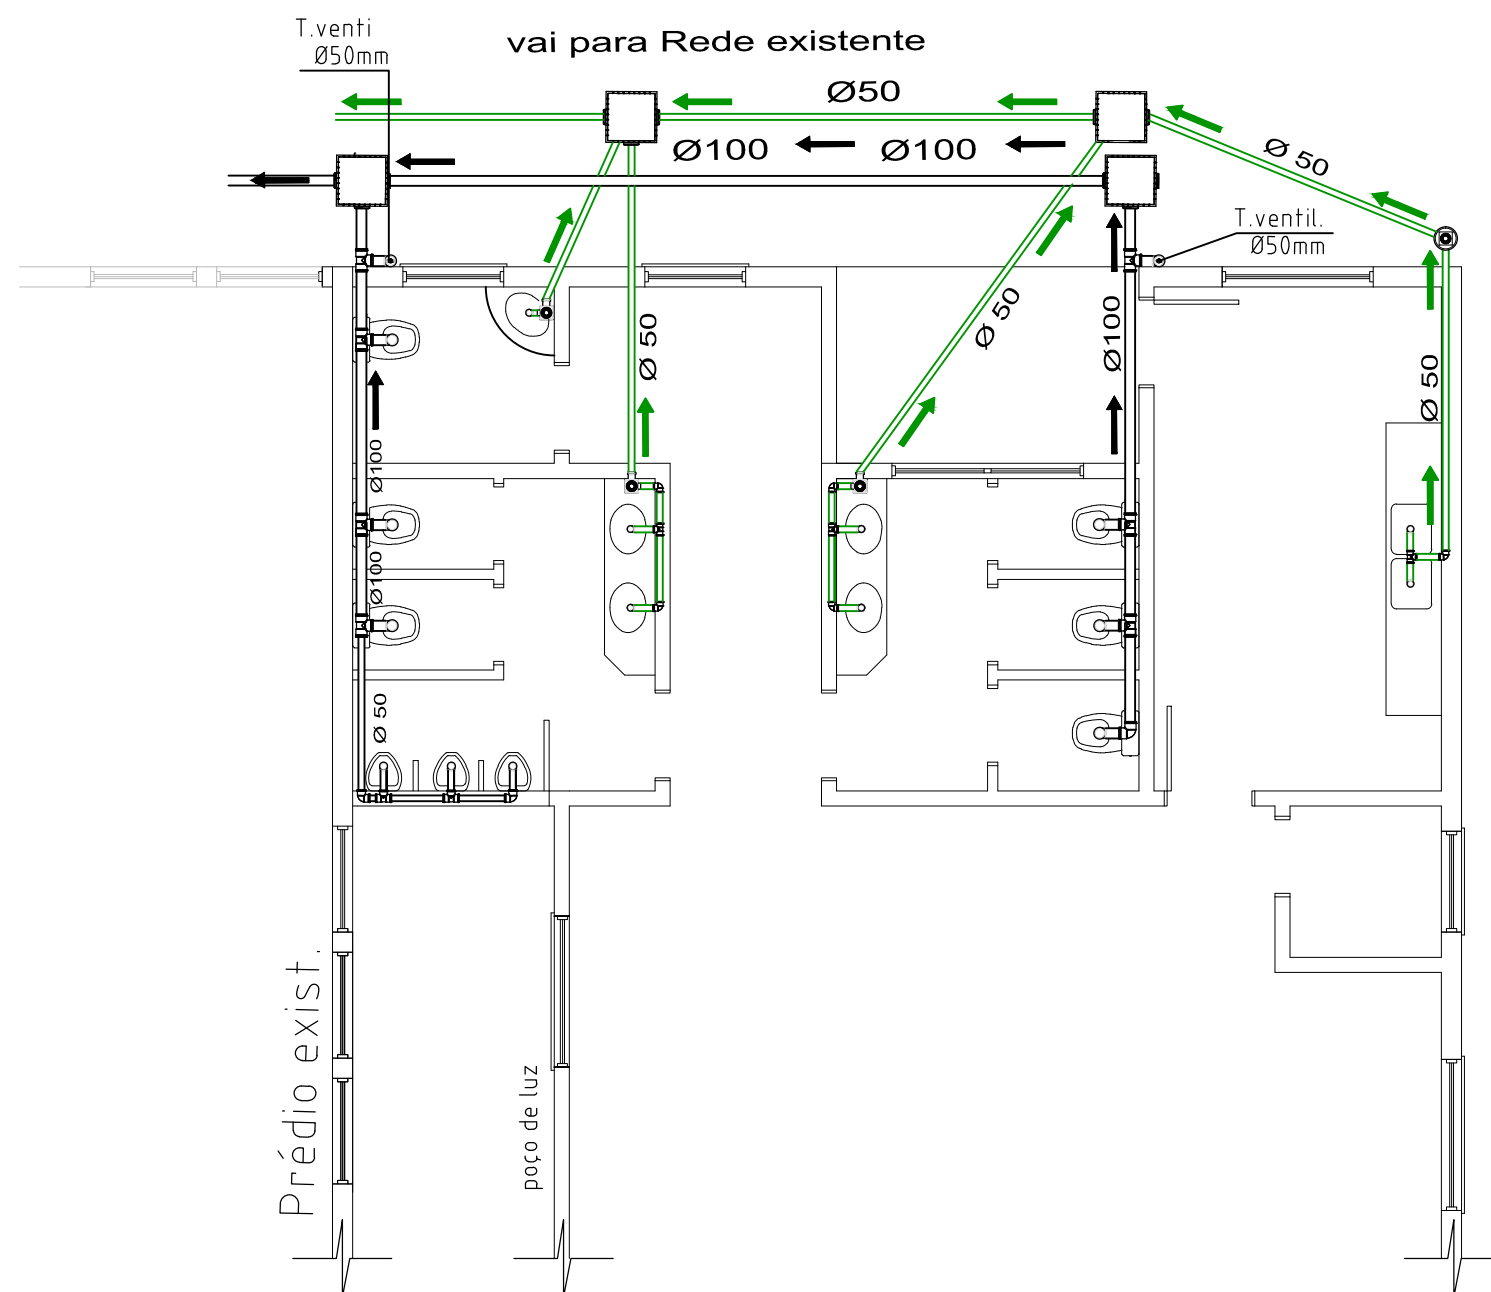 T.venti
Ø50mm
vai para Rede existente
Ø50
Ø100
Ø100
Ø 50
T.ventil.
Ø50mm
Ø 50
Ø 50
Ø100
Ø 50
Ø100
Ø100
Ø 50
Prédio exist.
poço de luz